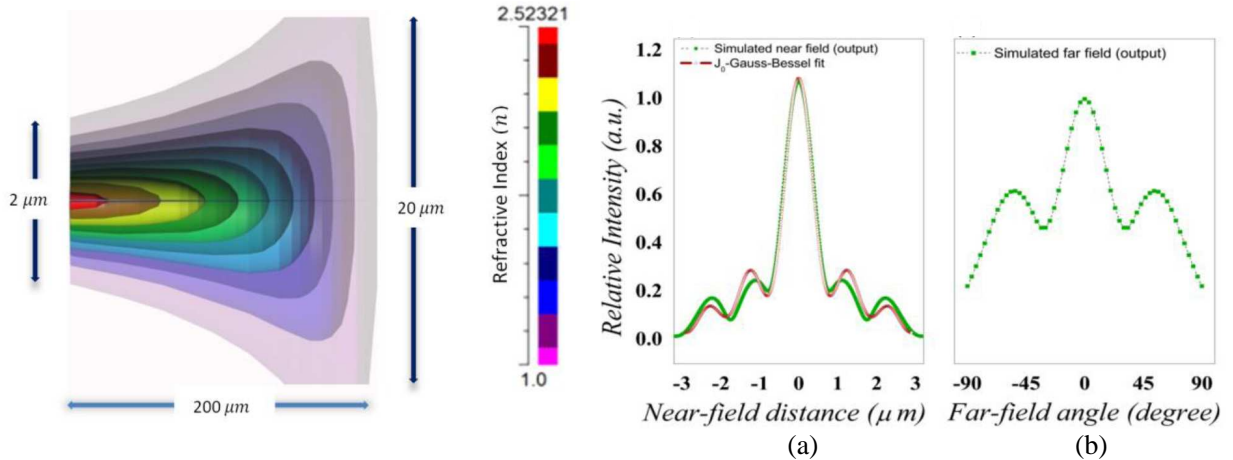 2 μm
20 μm
200 μm
2.52321
Refractive Index (n)
1.0
Simulated near field (output)
J0-Gauss-Bessel fit
1.2
1.0
0.8
0.6
0.4
0.2
0.0
Relative Intensity (a.u.)
-3 -2 -1 0 1 2 3
Near-field distance (μ m)
(a)
Simulated far field (output)
-90 -45 0 45 90
Far-field angle (degree)
(b)